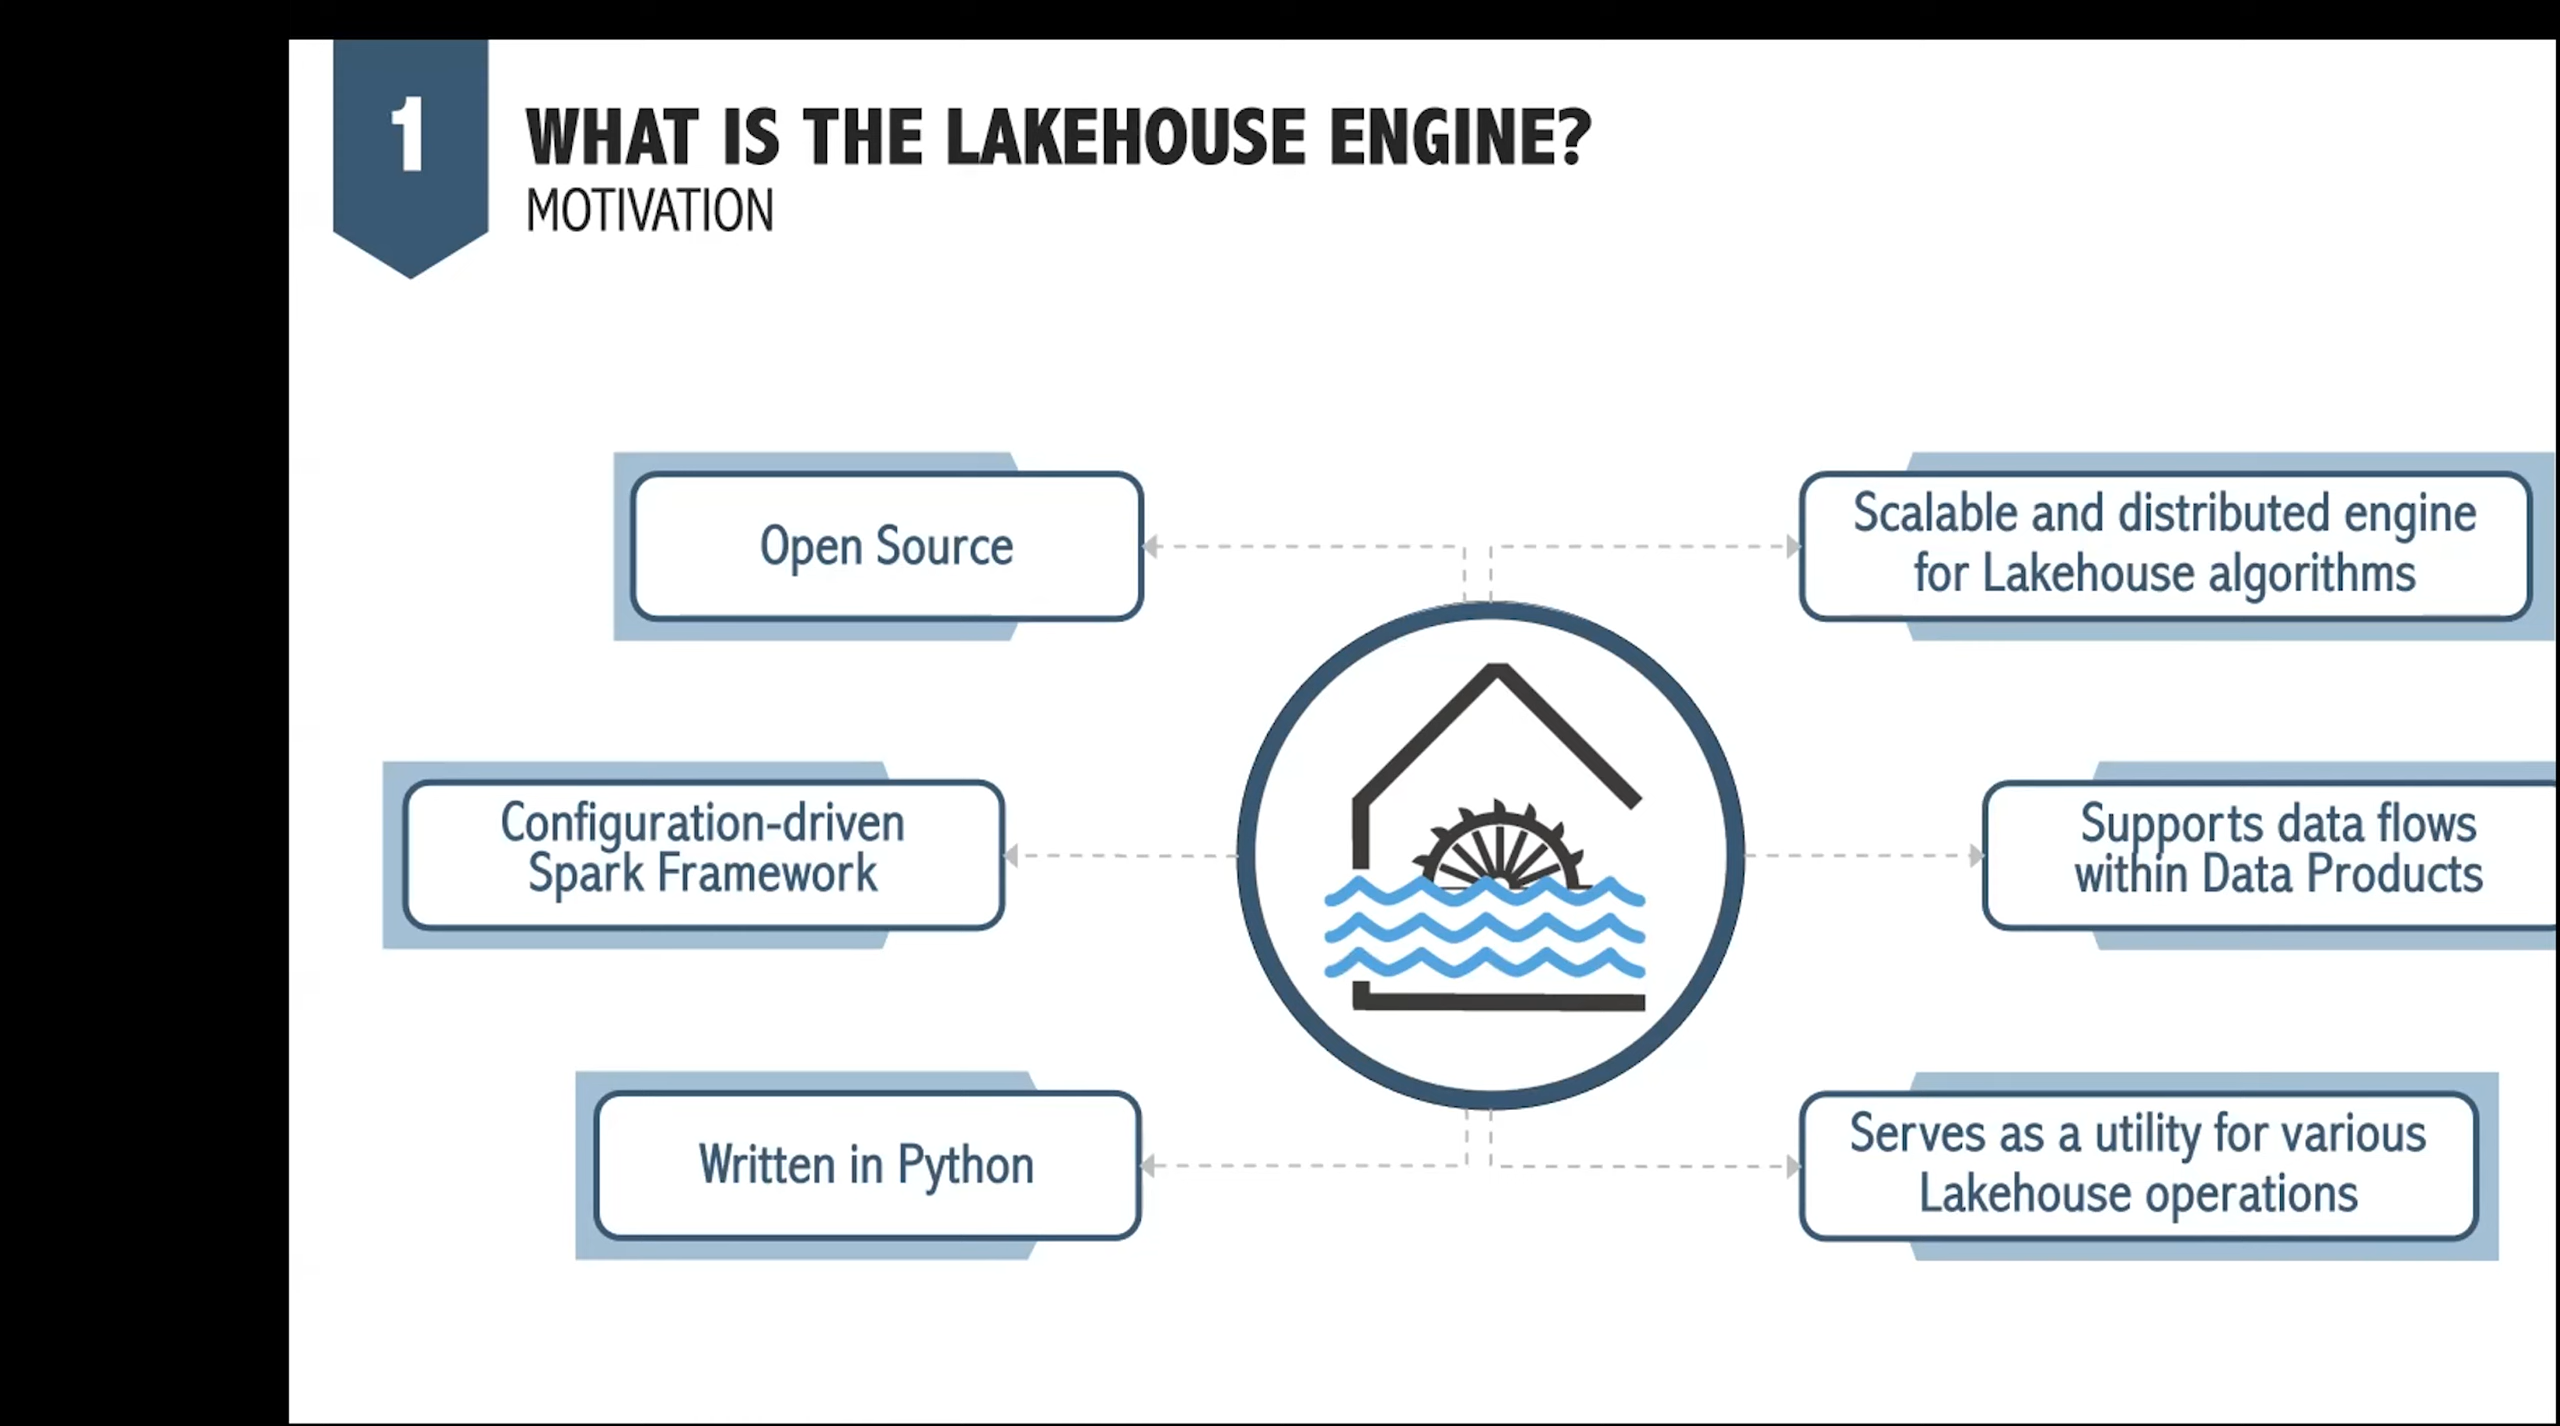 1
WHAT IS THE LAKEHOUSE ENGINE?
MOTIVATION
Open Source
Scalable and distributed engine
for Lakehouse algorithms
Configuration-driven
Spark Framework
Supports data flows
within Data Products
Written in Python
Serves as a utility for various
Lakehouse operations